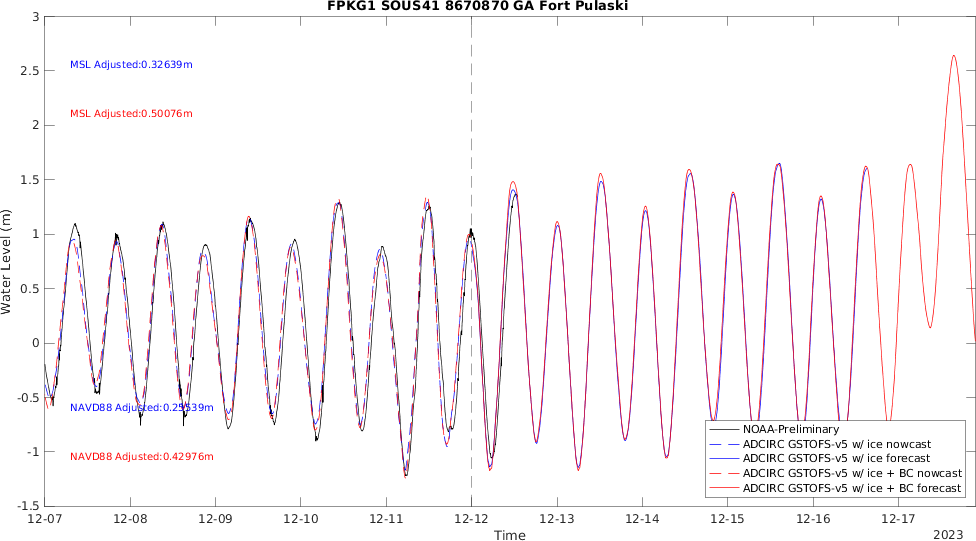 FPKG1 SOUS41 8670870 GA Fort Pulaski
3
2.5
2
1.5
1
0.5
0
-0.5
-1
-1.5
Water Level (m)
MSL Adjusted:0.32639m
MSL Adjusted:0.50076m
NAVD88 Adjusted:0.25539m
NAVD88 Adjusted:0.42976m
NOAA-Preliminary
ADCIRC GSTOFS-v5 w/ ice nowcast
ADCIRC GSTOFS-v5 w/ ice forecast
ADCIRC GSTOFS-v5 w/ ice + BC nowcast
ADCIRC GSTOFS-v5 w/ ice + BC forecast
12-07 12-08 12-09 12-10 12-11 12-12 12-13 12-14 12-15 12-16 12-17
Time
2023